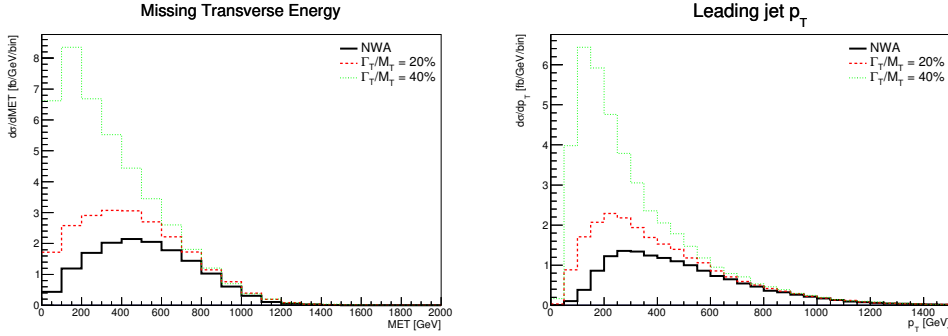 Missing Transverse Energy
dσ/dMET [fb/GeV/bin]
8
7
6
5
4
3
2
1
0
NWA
Γ_T/M_T = 20%
Γ_T/M_T = 40%
0 200 400 600 800 1000 1200 1400 1600 1800 2000
MET [GeV]
Leading jet p_T
dσ/dp_T [fb/GeV/bin]
6
5
4
3
2
1
0
NWA
Γ_T/M_T = 20%
Γ_T/M_T = 40%
0 200 400 600 800 1000 1200 1400
p_T [GeV]